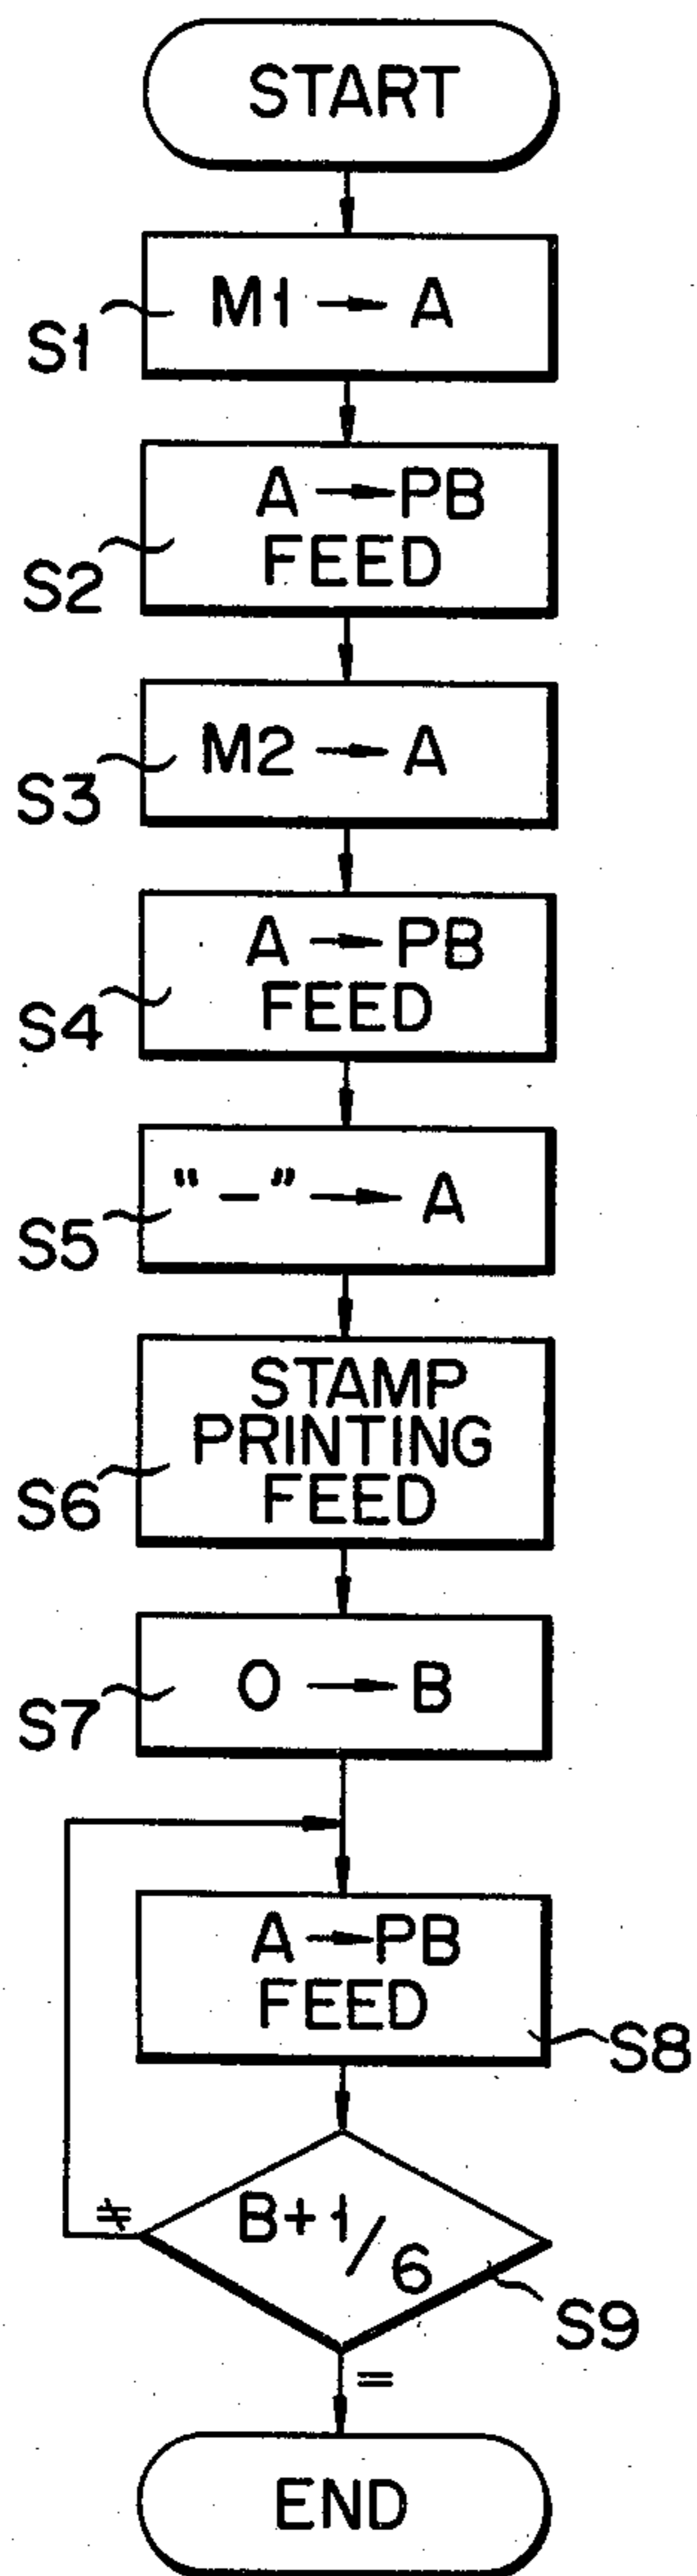 START
S1
M1 → A
S2
A → PB
FEED
S3
M2 → A
S4
A → PB
FEED
S5
"−" → A
S6
STAMP
PRINTING
FEED
S7
0 → B
A → PB
FEED
S8
≠
B+1/6
S9
=
END